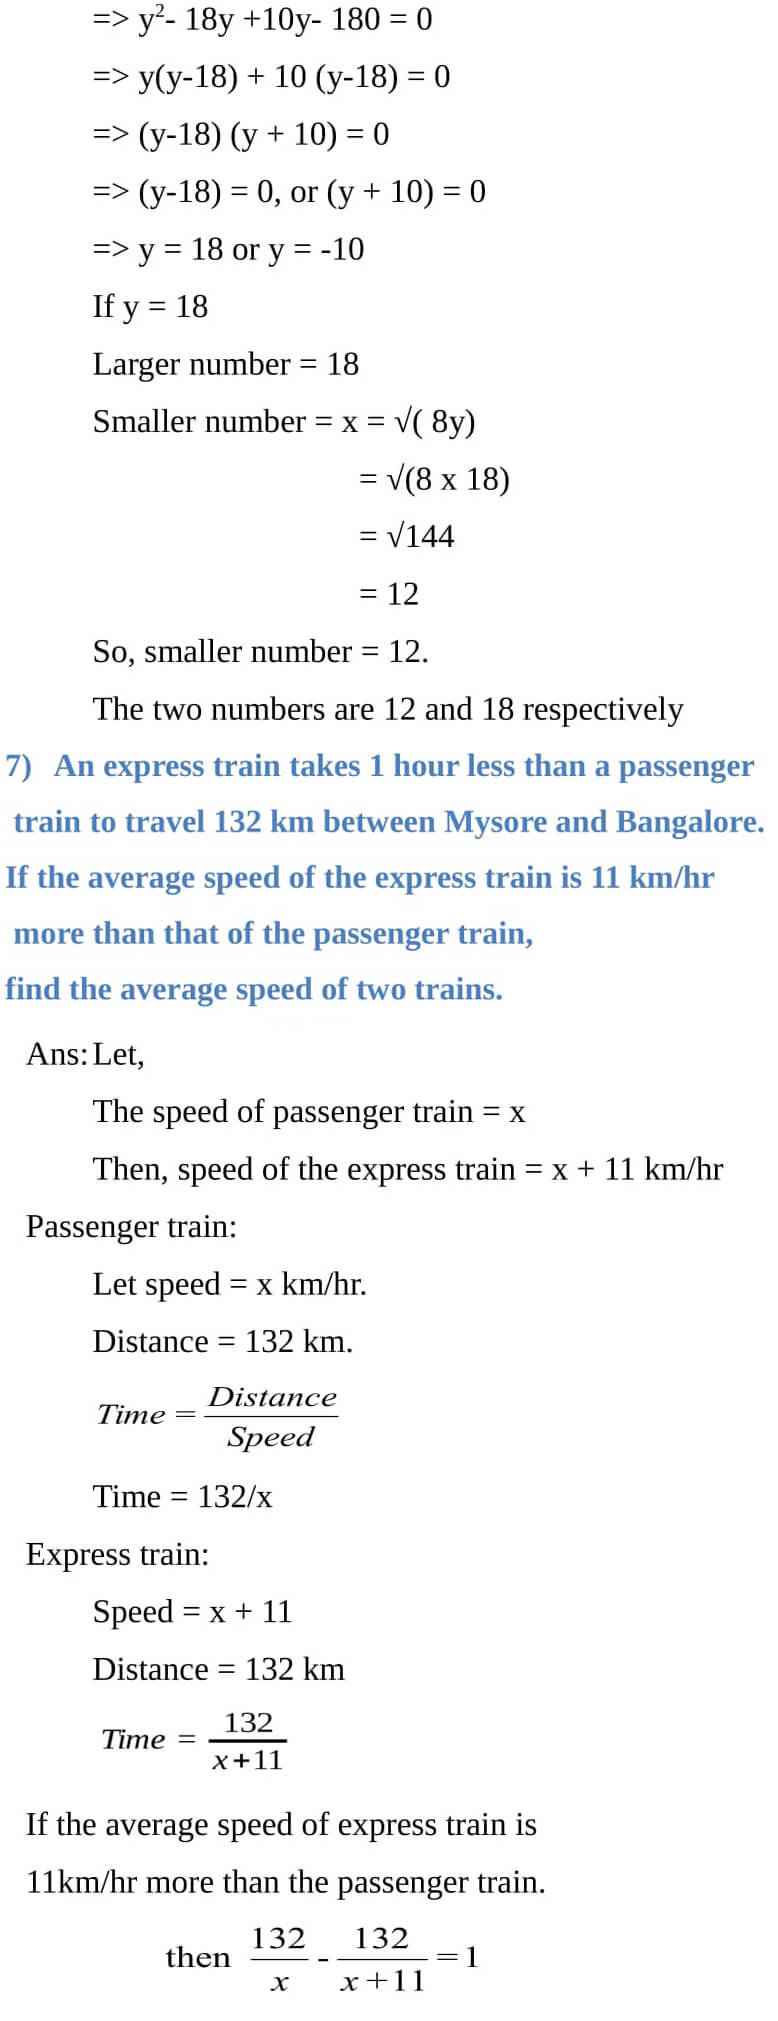 => y²- 18y +10y- 180 = 0
=> y(y-18) + 10 (y-18) = 0
=> (y-18) (y + 10) = 0
=> (y-18) = 0, or (y + 10) = 0
=> y = 18 or y = -10
If y = 18
Larger number = 18
Smaller number = x = √( 8y)
= √(8 x 18)
= √144
= 12
So, smaller number = 12.
The two numbers are 12 and 18 respectively
7) An express train takes 1 hour less than a passenger
train to travel 132 km between Mysore and Bangalore.
If the average speed of the express train is 11 km/hr
more than that of the passenger train,
find the average speed of two trains.
Ans: Let,
The speed of passenger train = x
Then, speed of the express train = x + 11 km/hr
Passenger train:
Let speed = x km/hr.
Distance = 132 km.
Time = Distance/Speed
Time = 132/x
Express train:
Speed = x + 11
Distance = 132 km
Time = 132/x+11
If the average speed of express train is
11km/hr more than the passenger train.
then 132/x - 132/x+11 = 1